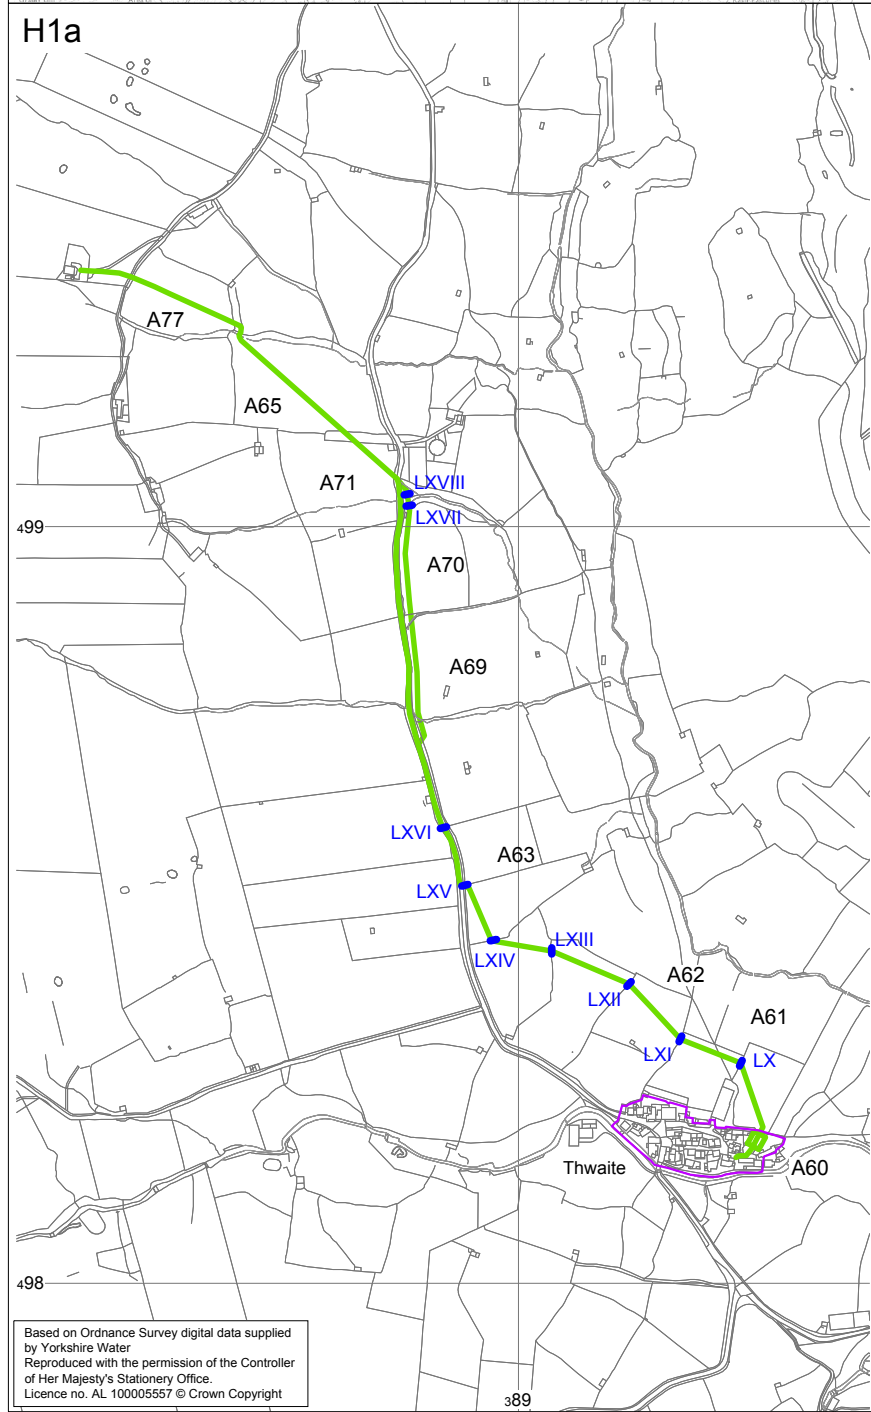 H1a
A77
A65
A71
LXVIII
LXVII
499
A70
A69
LXVI
A63
LXV
LXIII
LXIV
A62
LXII
A61
LXI
LX
Thwaite
A60
498
Based on Ordnance Survey digital data supplied
by Yorkshire Water
Reproduced with the permission of the Controller
of Her Majesty's Stationery Office.
Licence no. AL 100005557 © Crown Copyright
389